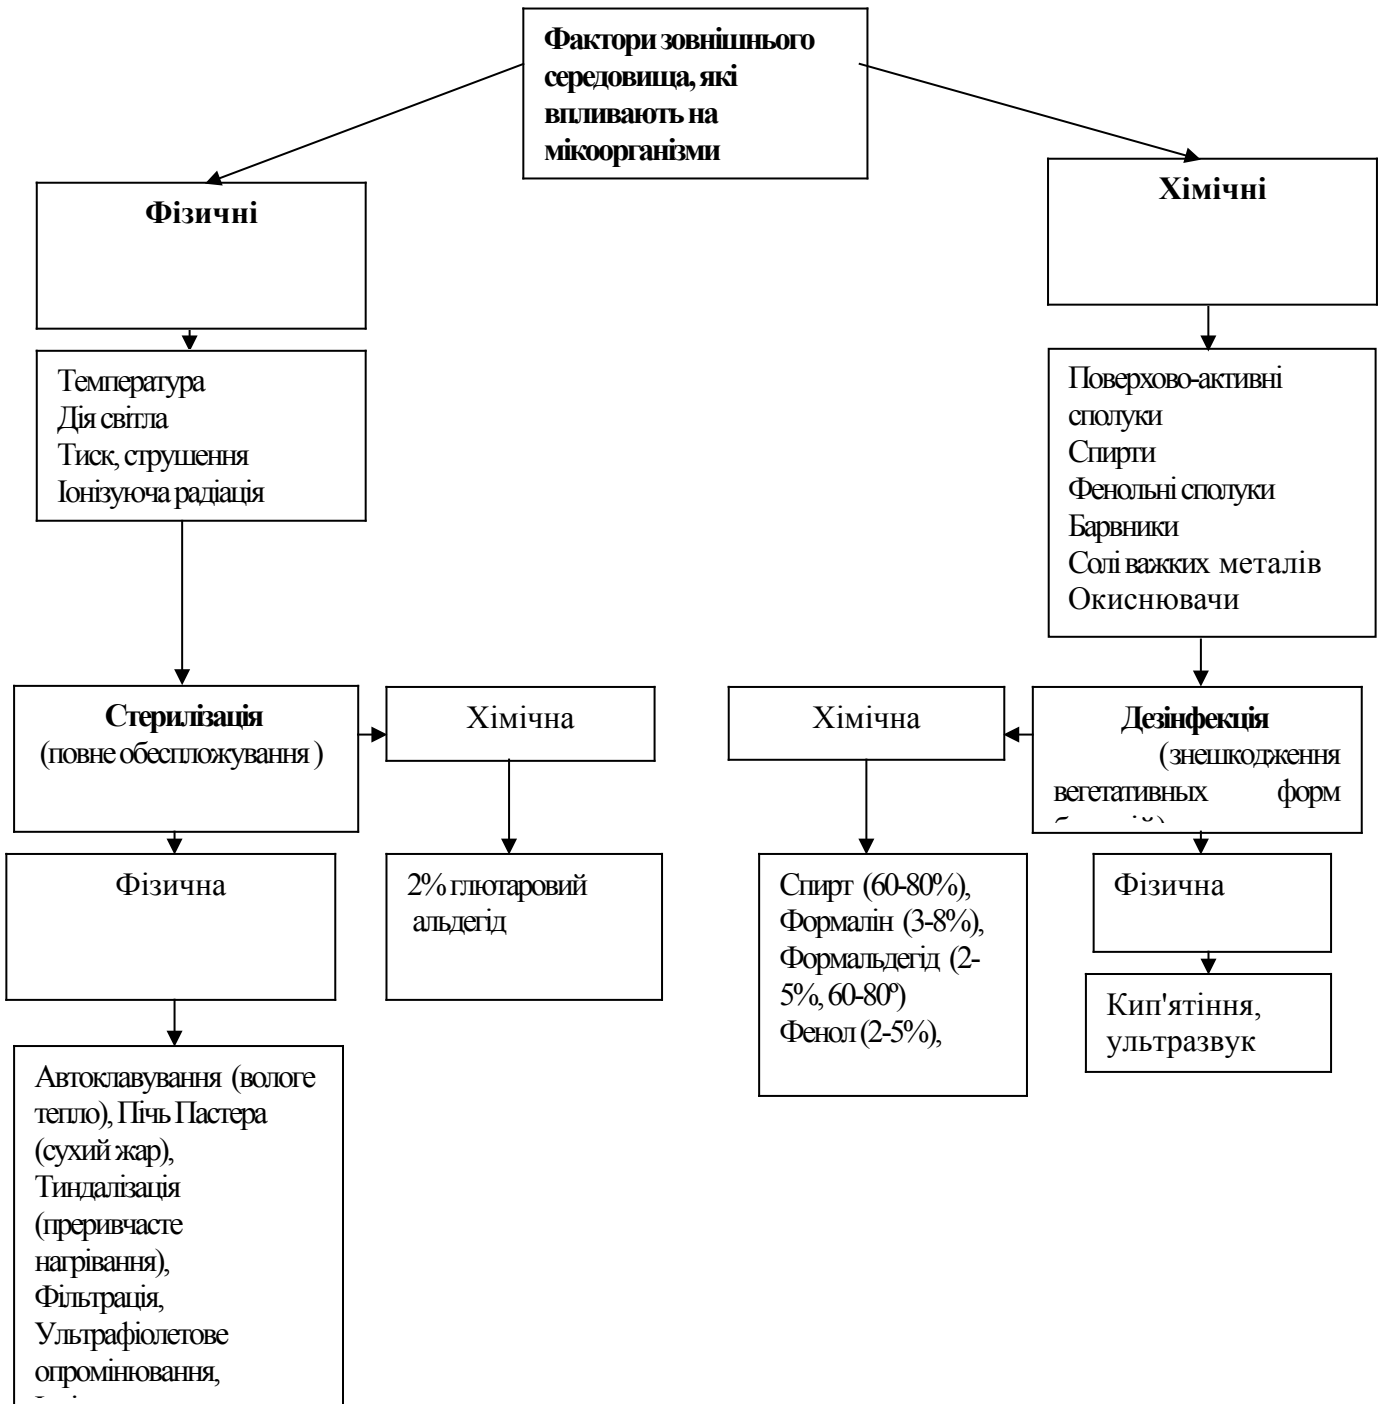 Фактори зовнішнього
середовища, які
впливають на
мікоорганізми
Фізичні
Хімічні
Температура
Дія світла
Тиск, струшення
Іонізуюча радіація
Поверхово-активні
сполуки
Спирти
Фенольні сполуки
Барвники
Солі важких металів
Окиснювачи
Стерилізація
(повне обеспложування )
Хімічна
Хімічна
Дезінфекція
(знешкодження
вегетативных форм
Фізична
2% глютаровий
альдегід
Спирт (60-80%),
Формалін (3-8%),
Формальдегід (2-
5%, 60-80º)
Фенол (2-5%),
Фізична
Кип'ятіння,
ультразвук
Автоклавування (вологе
тепло), Пічь Пастера
(сухий жар),
Тиндалізація
(преривчасте
нагрівання),
Фільтрація,
Ультрафіолетове
опромінювання,